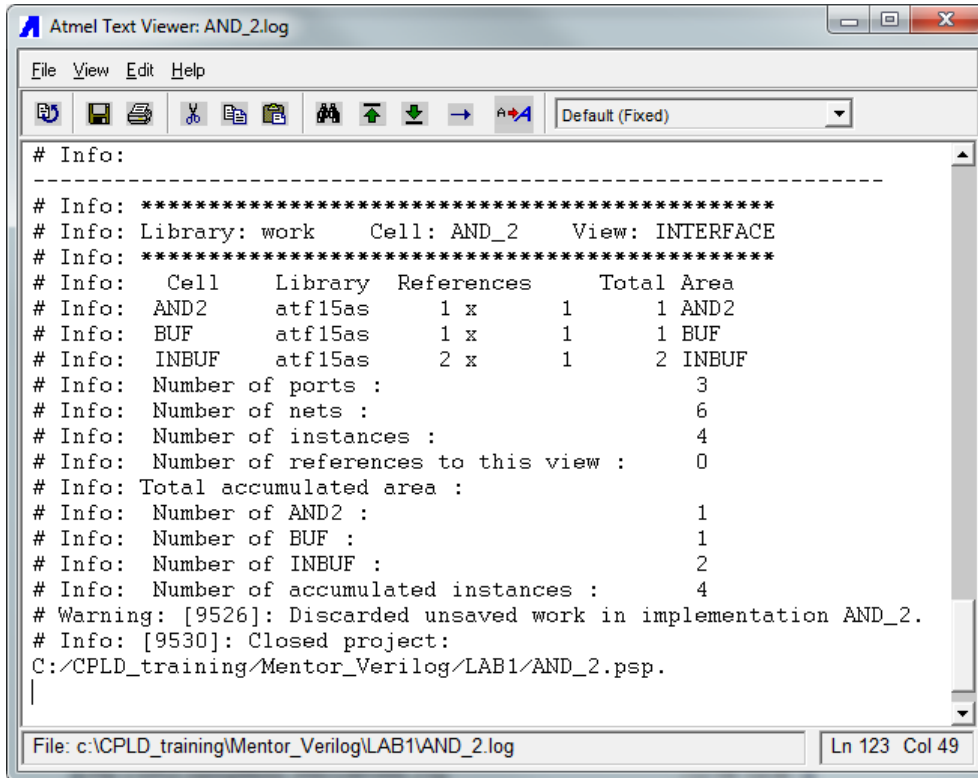 Atmel Text Viewer: AND_2.log
File View Edit Help
Default (Fixed)
# Info:
---------------------------------------------------------------
# Info: ***********************************************
# Info: Library: work    Cell: AND_2    View: INTERFACE
# Info: ***********************************************
# Info:   Cell    Library  References     Total Area
# Info:  AND2     atf15as     1 x      1      1 AND2
# Info:  BUF      atf15as     1 x      1      1 BUF
# Info:  INBUF    atf15as     2 x      1      2 INBUF
# Info:  Number of ports :                       3
# Info:  Number of nets :                        6
# Info:  Number of instances :                   4
# Info:  Number of references to this view :     0
# Info: Total accumulated area :
# Info:  Number of AND2 :                        1
# Info:  Number of BUF :                         1
# Info:  Number of INBUF :                       2
# Info:  Number of accumulated instances :       4
# Warning: [9526]: Discarded unsaved work in implementation AND_2.
# Info: [9530]: Closed project:
C:/CPLD_training/Mentor_Verilog/LAB1/AND_2.psp.
File: c:\CPLD_training\Mentor_Verilog\LAB1\AND_2.log
Ln 123 Col 49